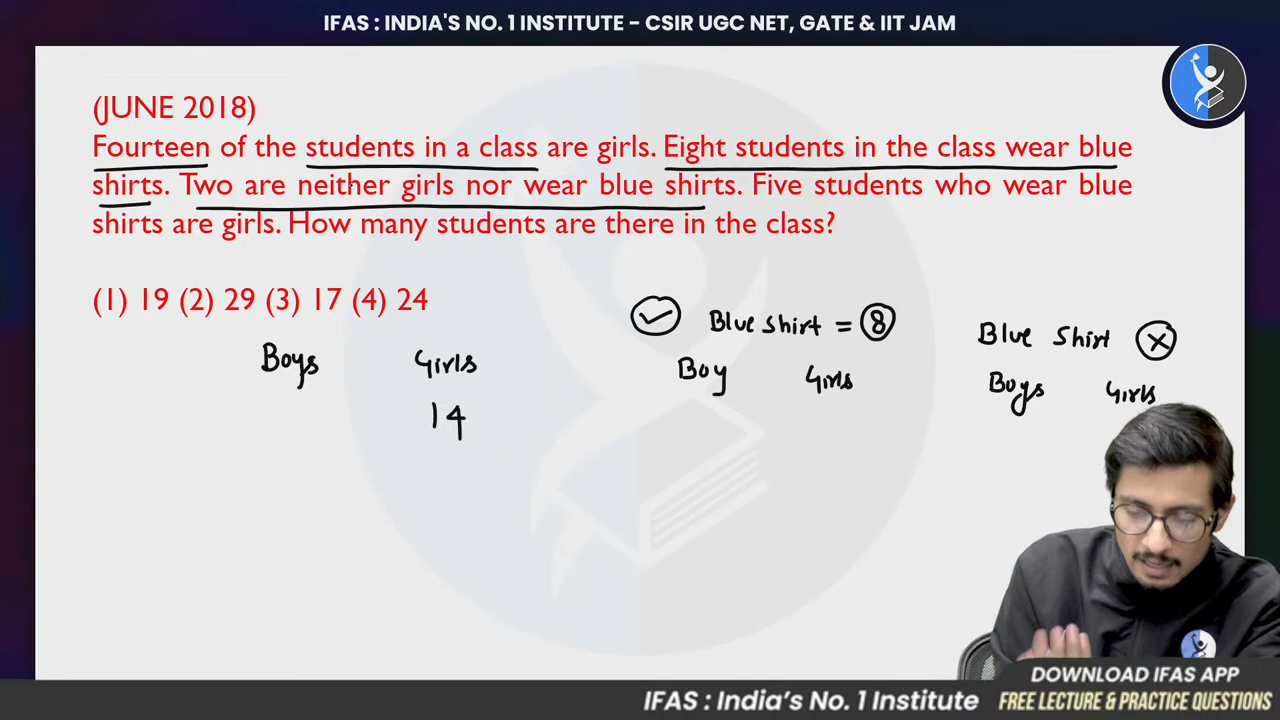 IFAS : INDIA'S NO. 1 INSTITUTE - CSIR UGC NET, GATE & IIT JAM
(JUNE 2018)
Fourteen of the students in a class are girls. Eight students in the class wear blue
shirts. Two are neither girls nor wear blue shirts. Five students who wear blue
shirts are girls. How many students are there in the class?
(1) 19 (2) 29 (3) 17 (4) 24
Boys Girls
14
Blue Shirt = 8
Boy Girls
Blue Shirt
Boys Girls
DOWNLOAD IFAS APP
IFAS : India's No. 1 Institute FREE LECTURE & PRACTICE QUESTIONS